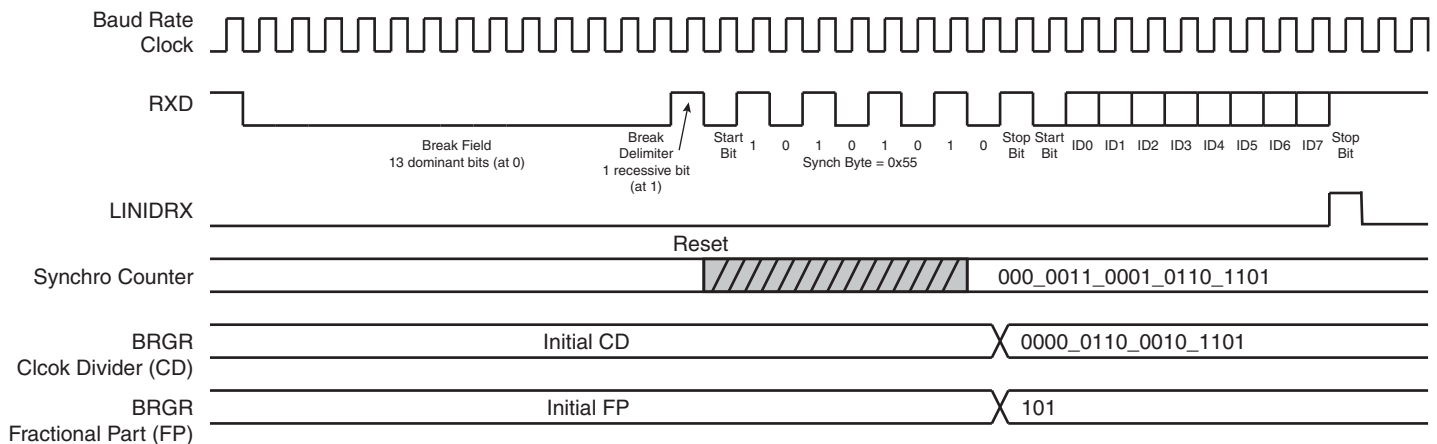 Baud Rate
Clock
RXD
Break Field
13 dominant bits (at 0)
Break
Delimiter
1 recessive bit
(at 1)
Start
Bit
1 0 1 0 1 0 1 0
Synch Byte = 0x55
Stop
Bit
Start
Bit
ID0 ID1 ID2 ID3 ID4 ID5 ID6 ID7
Stop
Bit
LINIDRX
Reset
Synchro Counter
000_0011_0001_0110_1101
BRGR
Clcok Divider (CD)
Initial CD
0000_0110_0010_1101
BRGR
Fractional Part (FP)
Initial FP
101